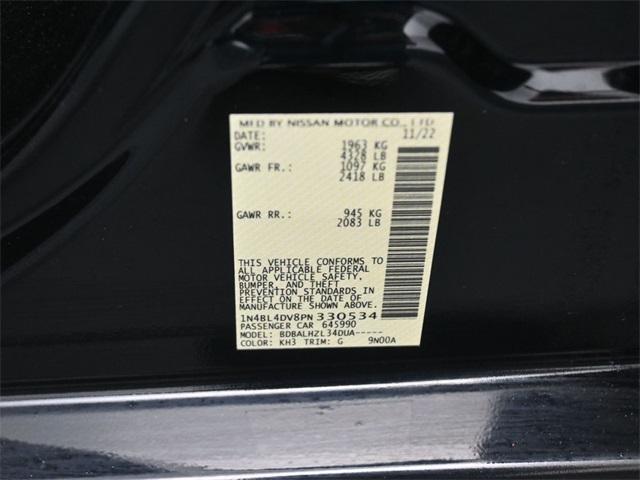 MFD BY NISSAN MOTOR CO., LTD
DATE: 11/22
GVWR: 1963 KG
4328 LB
GAWR FR.: 1097 KG
2418 LB
GAWR RR.: 945 KG
2083 LB
THIS VEHICLE CONFORMS TO
ALL APPLICABLE FEDERAL
MOTOR VEHICLE SAFETY,
BUMPER, AND THEFT
PREVENTION STANDARDS IN
EFFECT ON THE DATE OF
MANUFACTURE SHOWN ABOVE.
1N4BL4DV8PN330534
PASSENGER CAR 645990
MODEL: BDBALHZL34DUA-----
COLOR: KH3 TRIM: G 9N00A